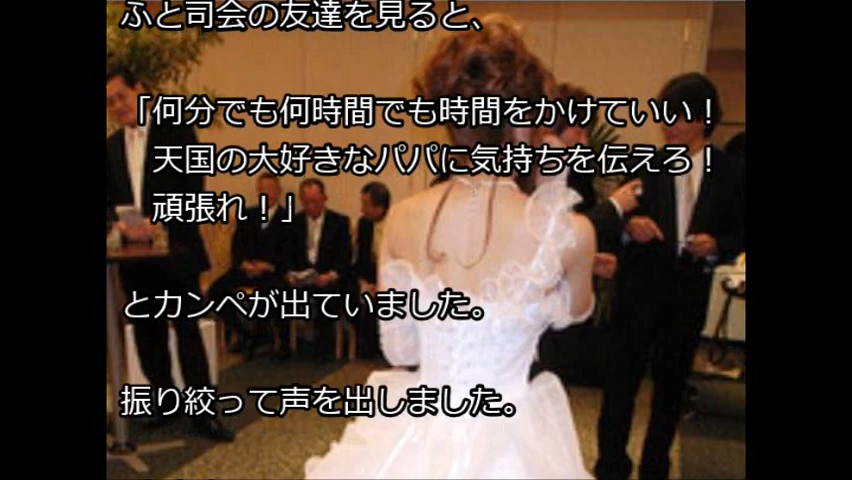 ふと司会の友達を見ると、
「何分でも何時間でも時間をかけていい！
天国の大好きなパパに気持ちを伝えろ！
頑張れ！」
とカンペが出ていました。
振り絞って声を出しました。